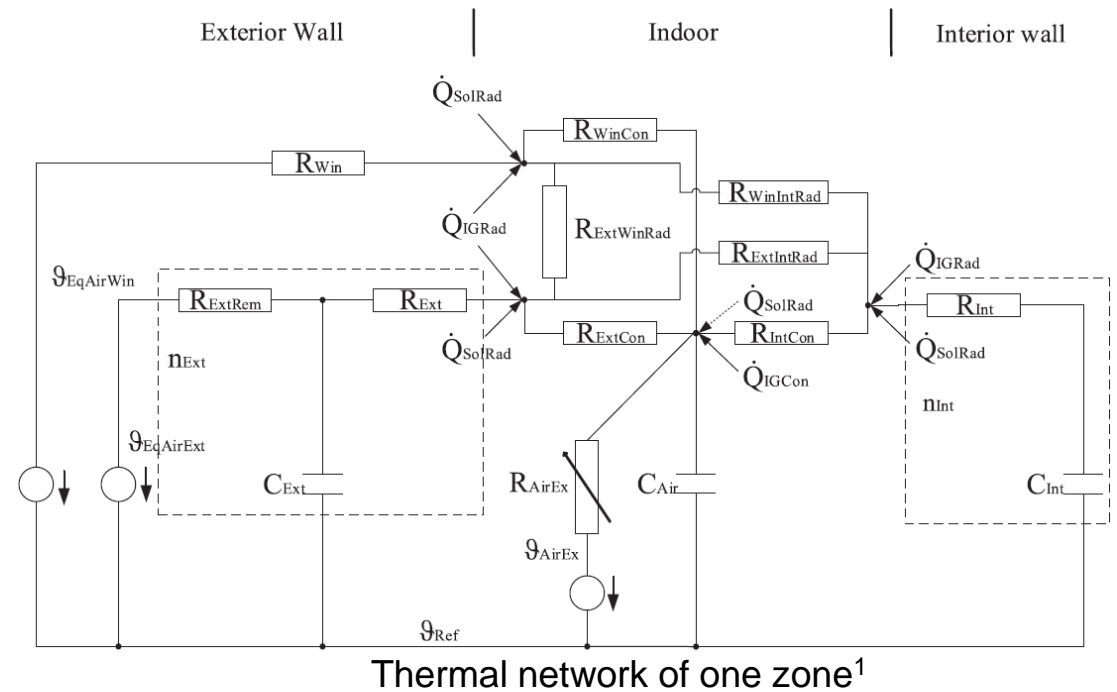 Exterior Wall | Indoor | Interior wall
Q̇SolRad
RWinCon
RWin
RWinIntRad
Q̇IGRad
RExtWinRad
RExtIntRad
Q̇IGRad
ϑEqAirWin
RExtRem
RExt
Q̇SolRad
RInt
Q̇SolRad
RExtCon
RIntCon
Q̇SolRad
nExt
Q̇IGCon
nInt
ϑEqAirExt
CExt
RAirEx
CAir
CInt
ϑAirEx
ϑRef
Thermal network of one zone¹